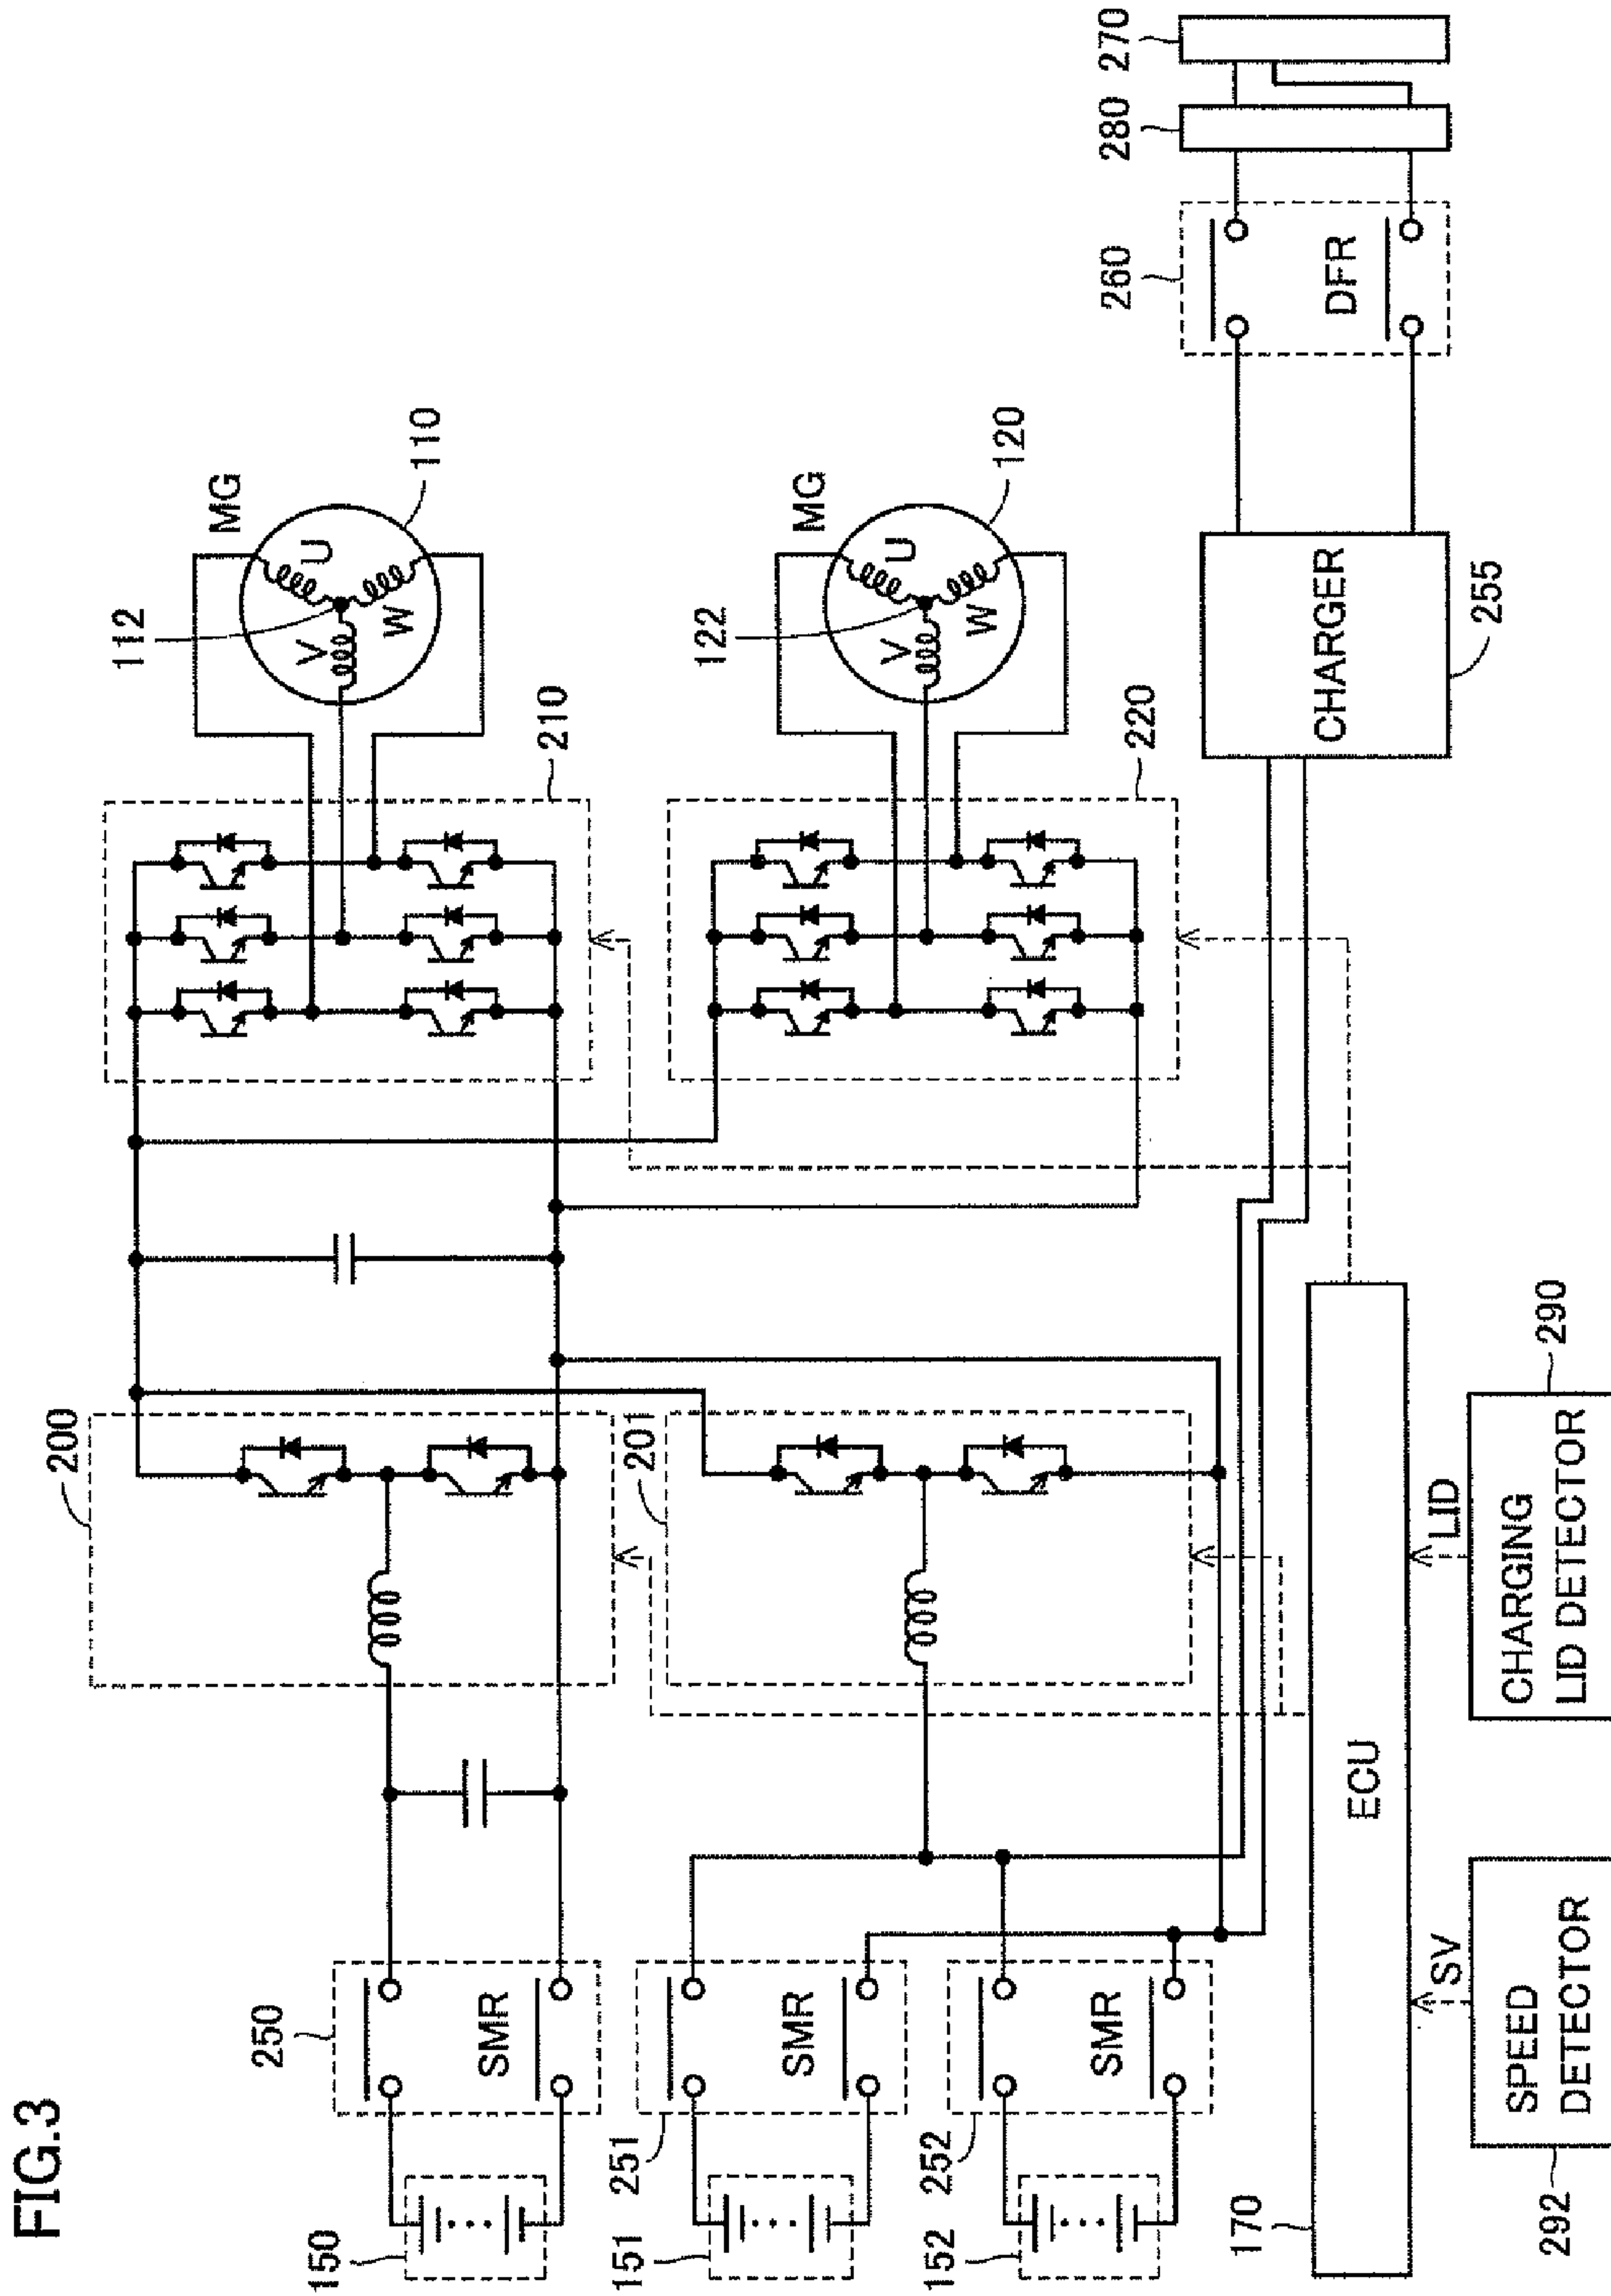 FIG.3
150
250
SMR
200
112
MG
U
V
W
110
210
151
251
SMR
201
122
MG
U
V
W
120
220
152
252
SMR
CHARGER
255
260
DFR
280
270
170
ECU
SV
LID
292
SPEED
DETECTOR
CHARGING
LID DETECTOR
290